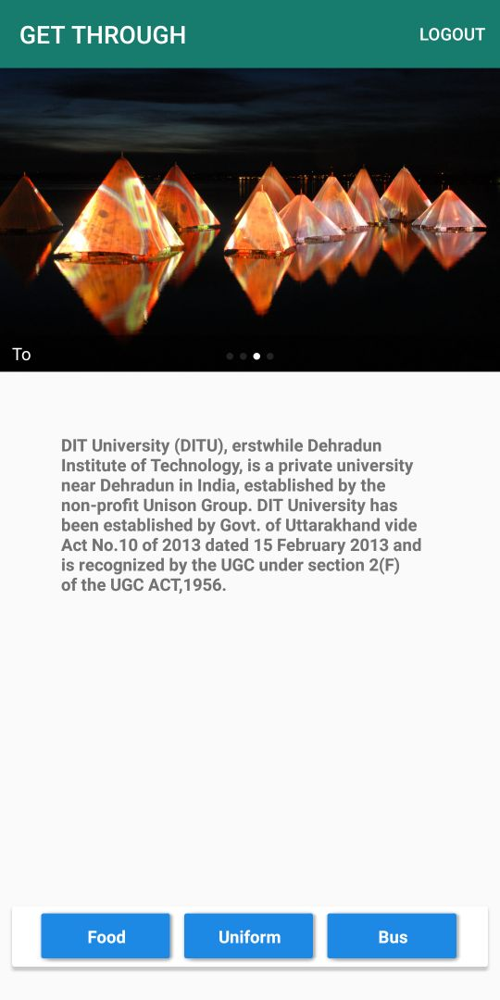 GET THROUGH
LOGOUT
To
DIT University (DITU), erstwhile Dehradun
Institute of Technology, is a private university
near Dehradun in India, established by the
non-profit Unison Group. DIT University has
been established by Govt. of Uttarakhand vide
Act No.10 of 2013 dated 15 February 2013 and
is recognized by the UGC under section 2(F)
of the UGC ACT,1956.
Food
Uniform
Bus